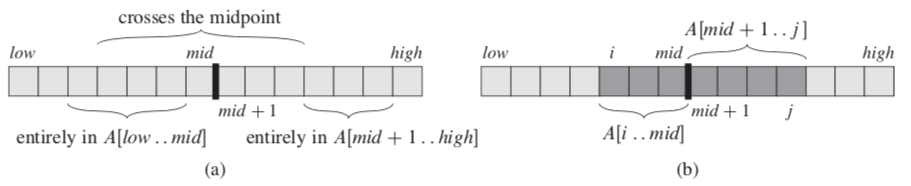 crosses the midpoint
low mid high
mid + 1
entirely in A[low . . mid] entirely in A[mid + 1 . . high]
(a)
A[mid + 1 . . j]
low i mid high
mid + 1 j
A[i . . mid]
(b)